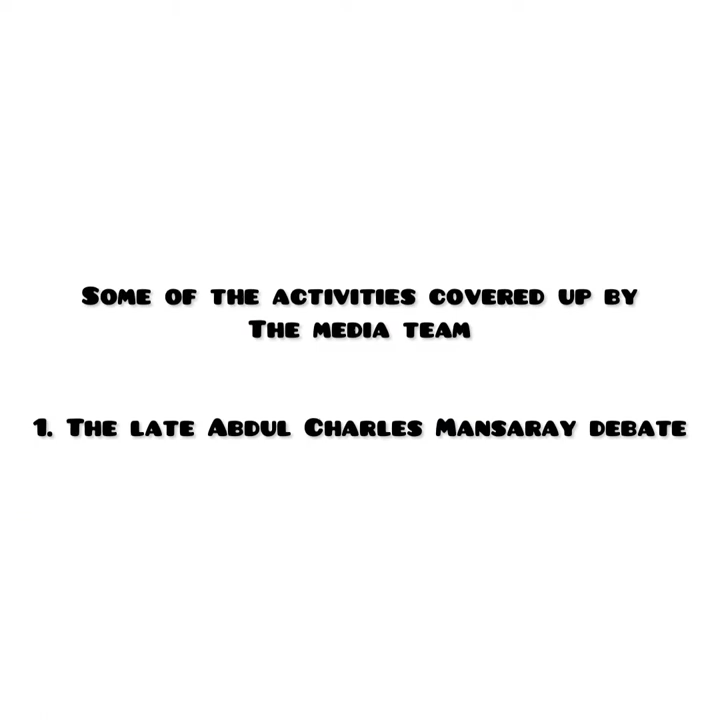 Some of the activities covered up by
The media team
1. The late Abdul Charles Mansaray debate